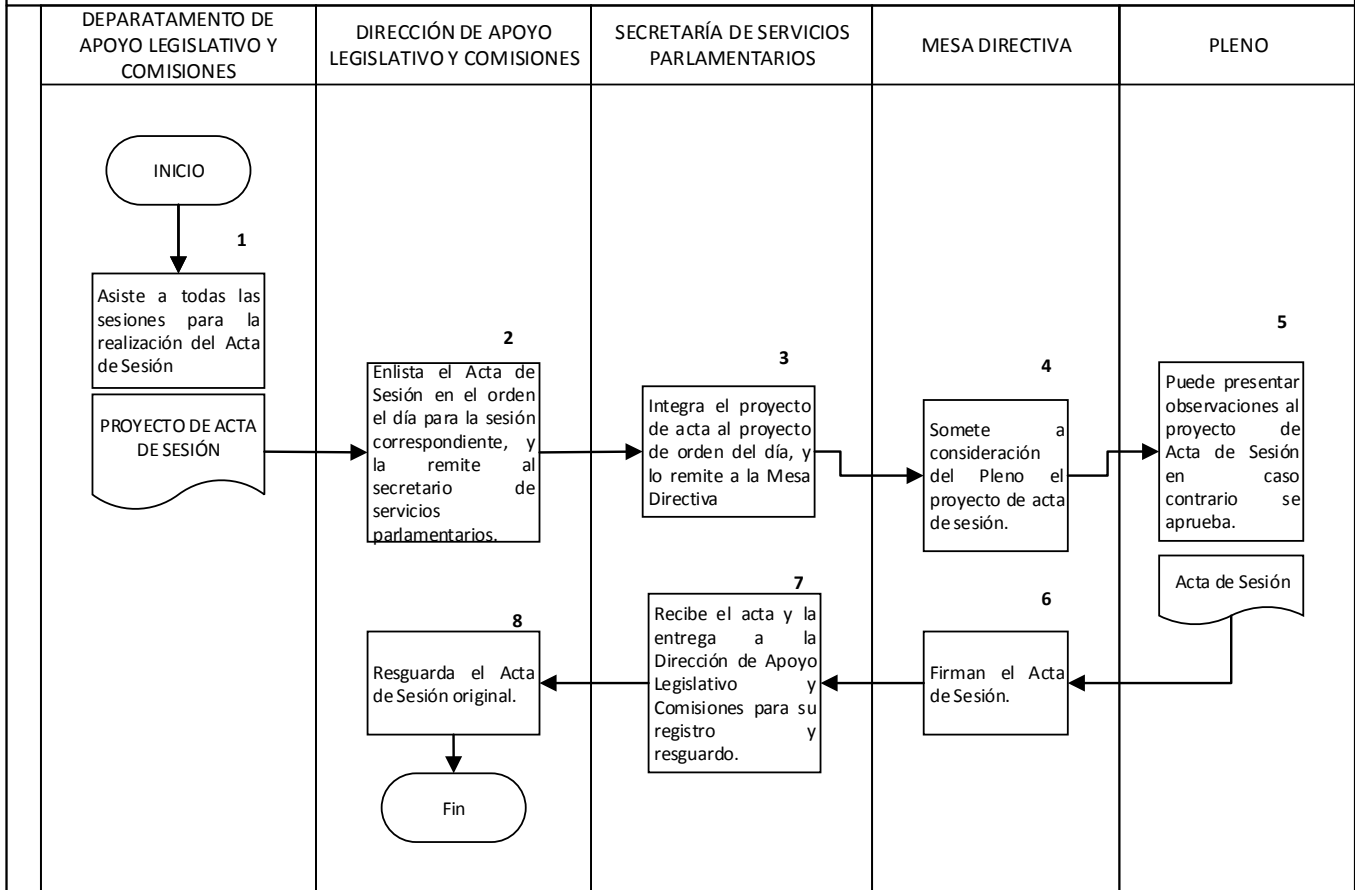 DEPARATAMENTO DE
APOYO LEGISLATIVO Y
COMISIONES
DIRECCIÓN DE APOYO
LEGISLATIVO Y COMISIONES
SECRETARÍA DE SERVICIOS
PARLAMENTARIOS
MESA DIRECTIVA
PLENO
INICIO
1
Asiste a todas las
sesiones para la
realización del Acta
de Sesión
PROYECTO DE ACTA
DE SESIÓN
2
Enlista el Acta de
Sesión en el orden
el día para la sesión
correspondiente, y
la remite al
secretario de
servicios
parlamentarios.
3
Integra el proyecto
de acta al proyecto
de orden del día, y
lo remite a la Mesa
Directiva
4
Somete a
consideración
del Pleno el
proyecto de acta
de sesión.
5
Puede presentar
observaciones al
proyecto de
Acta de Sesión
en caso
contrario se
aprueba.
Acta de Sesión
6
Firman el Acta
de Sesión.
7
Recibe el acta y la
entrega a la
Dirección de Apoyo
Legislativo y
Comisiones para su
registro y
resguardo.
8
Resguarda el Acta
de Sesión original.
Fin